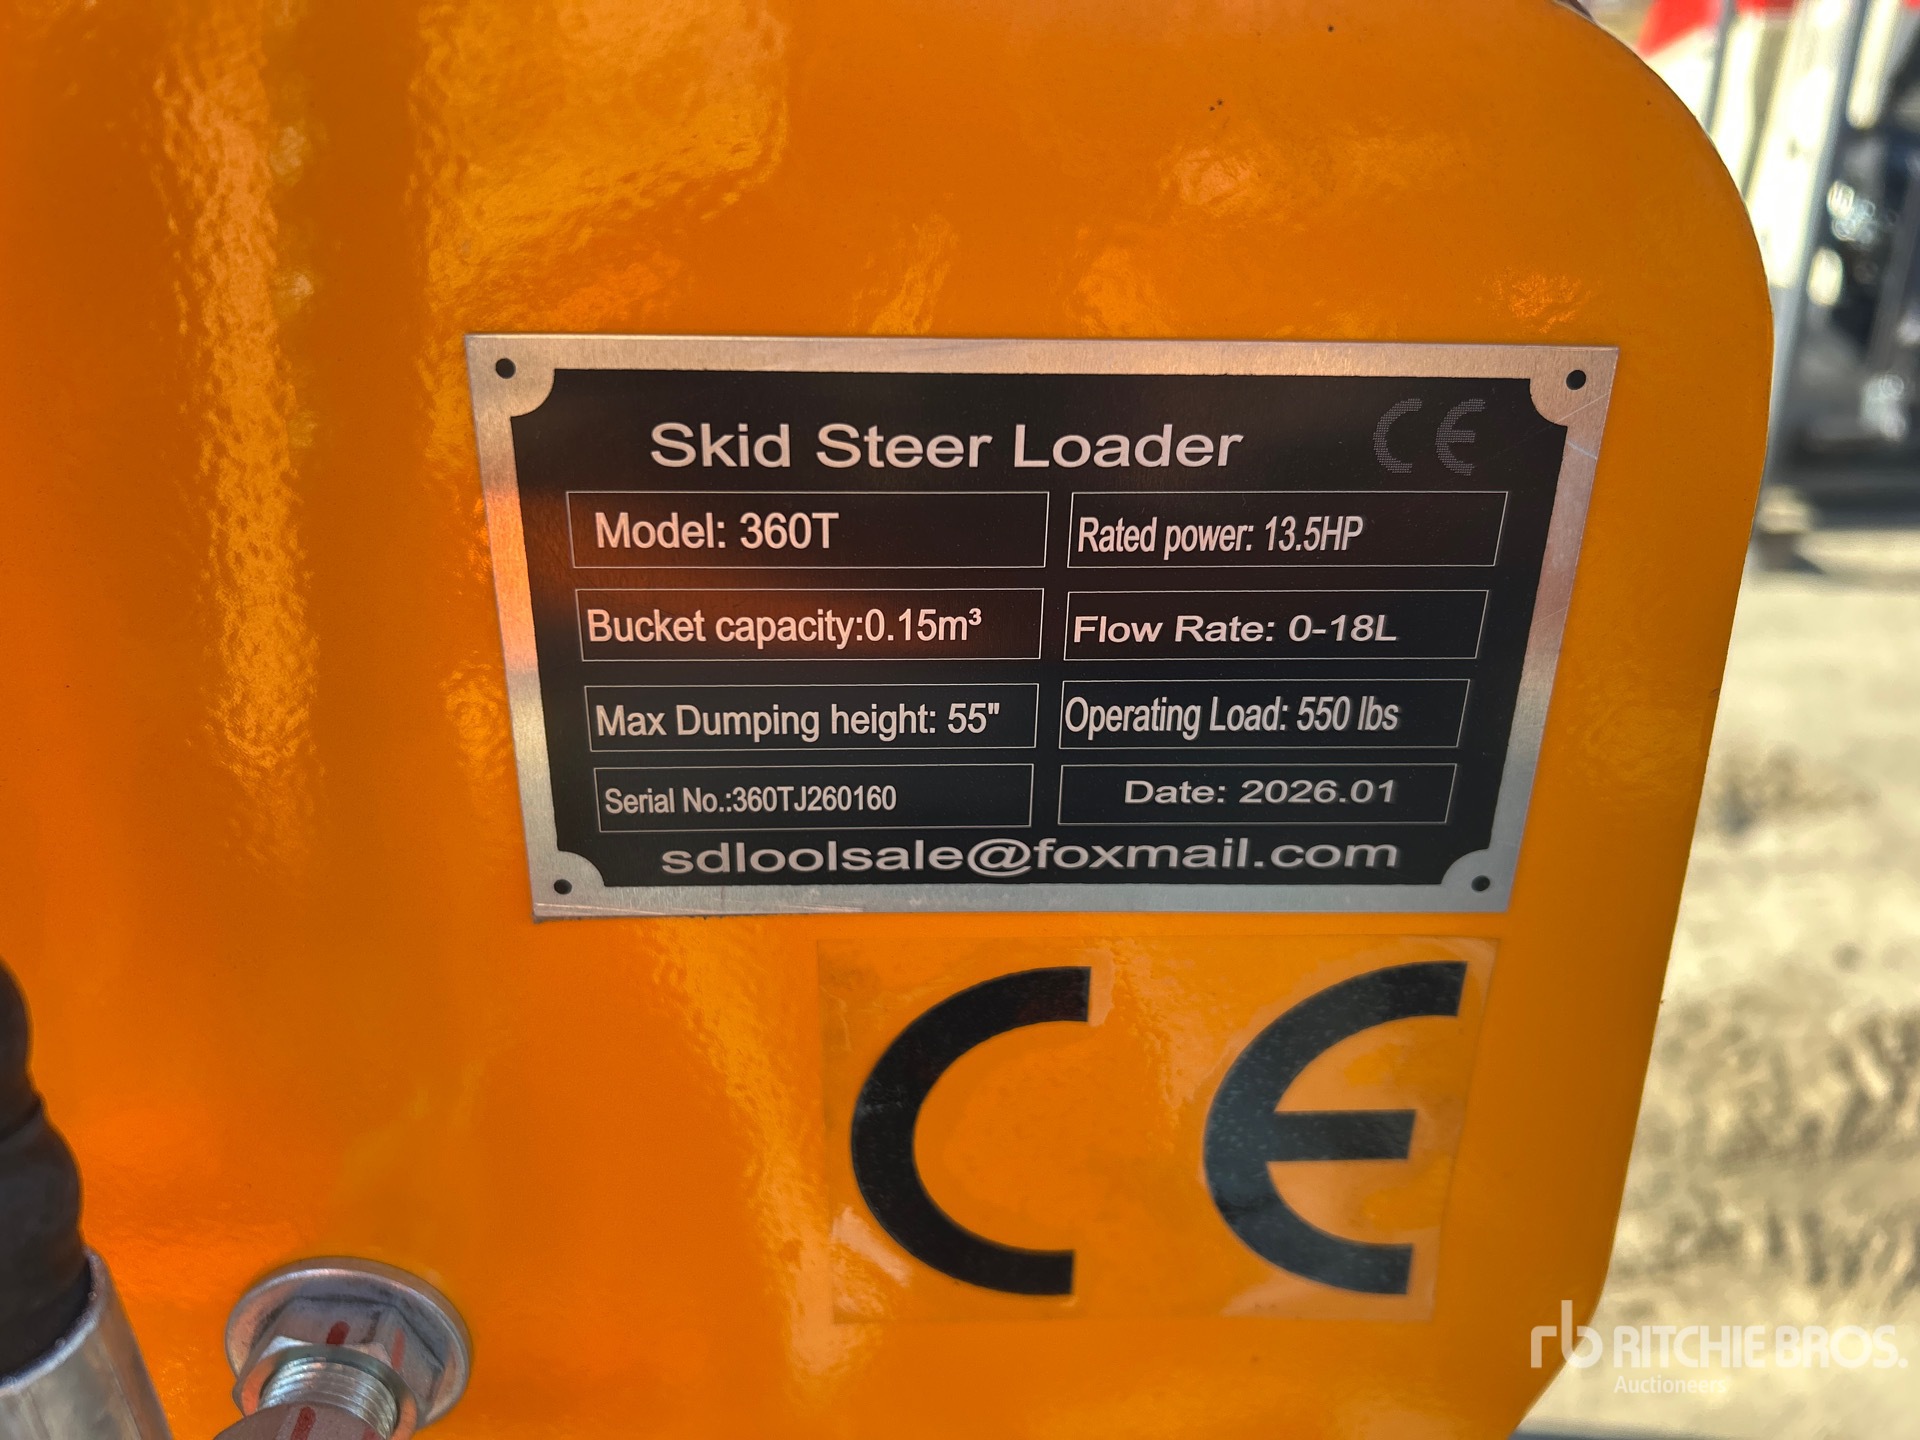 Skid Steer Loader CE
Model: 360T
Rated power: 13.5HP
Bucket capacity:0.15m³
Flow Rate: 0-18L
Max Dumping height: 55"
Operating Load: 550 lbs
Serial No.:360TJ260160
Date: 2026.01
sdloolsale@foxmail.com
CE
rb RITCHIE BROS.
Auctioneers